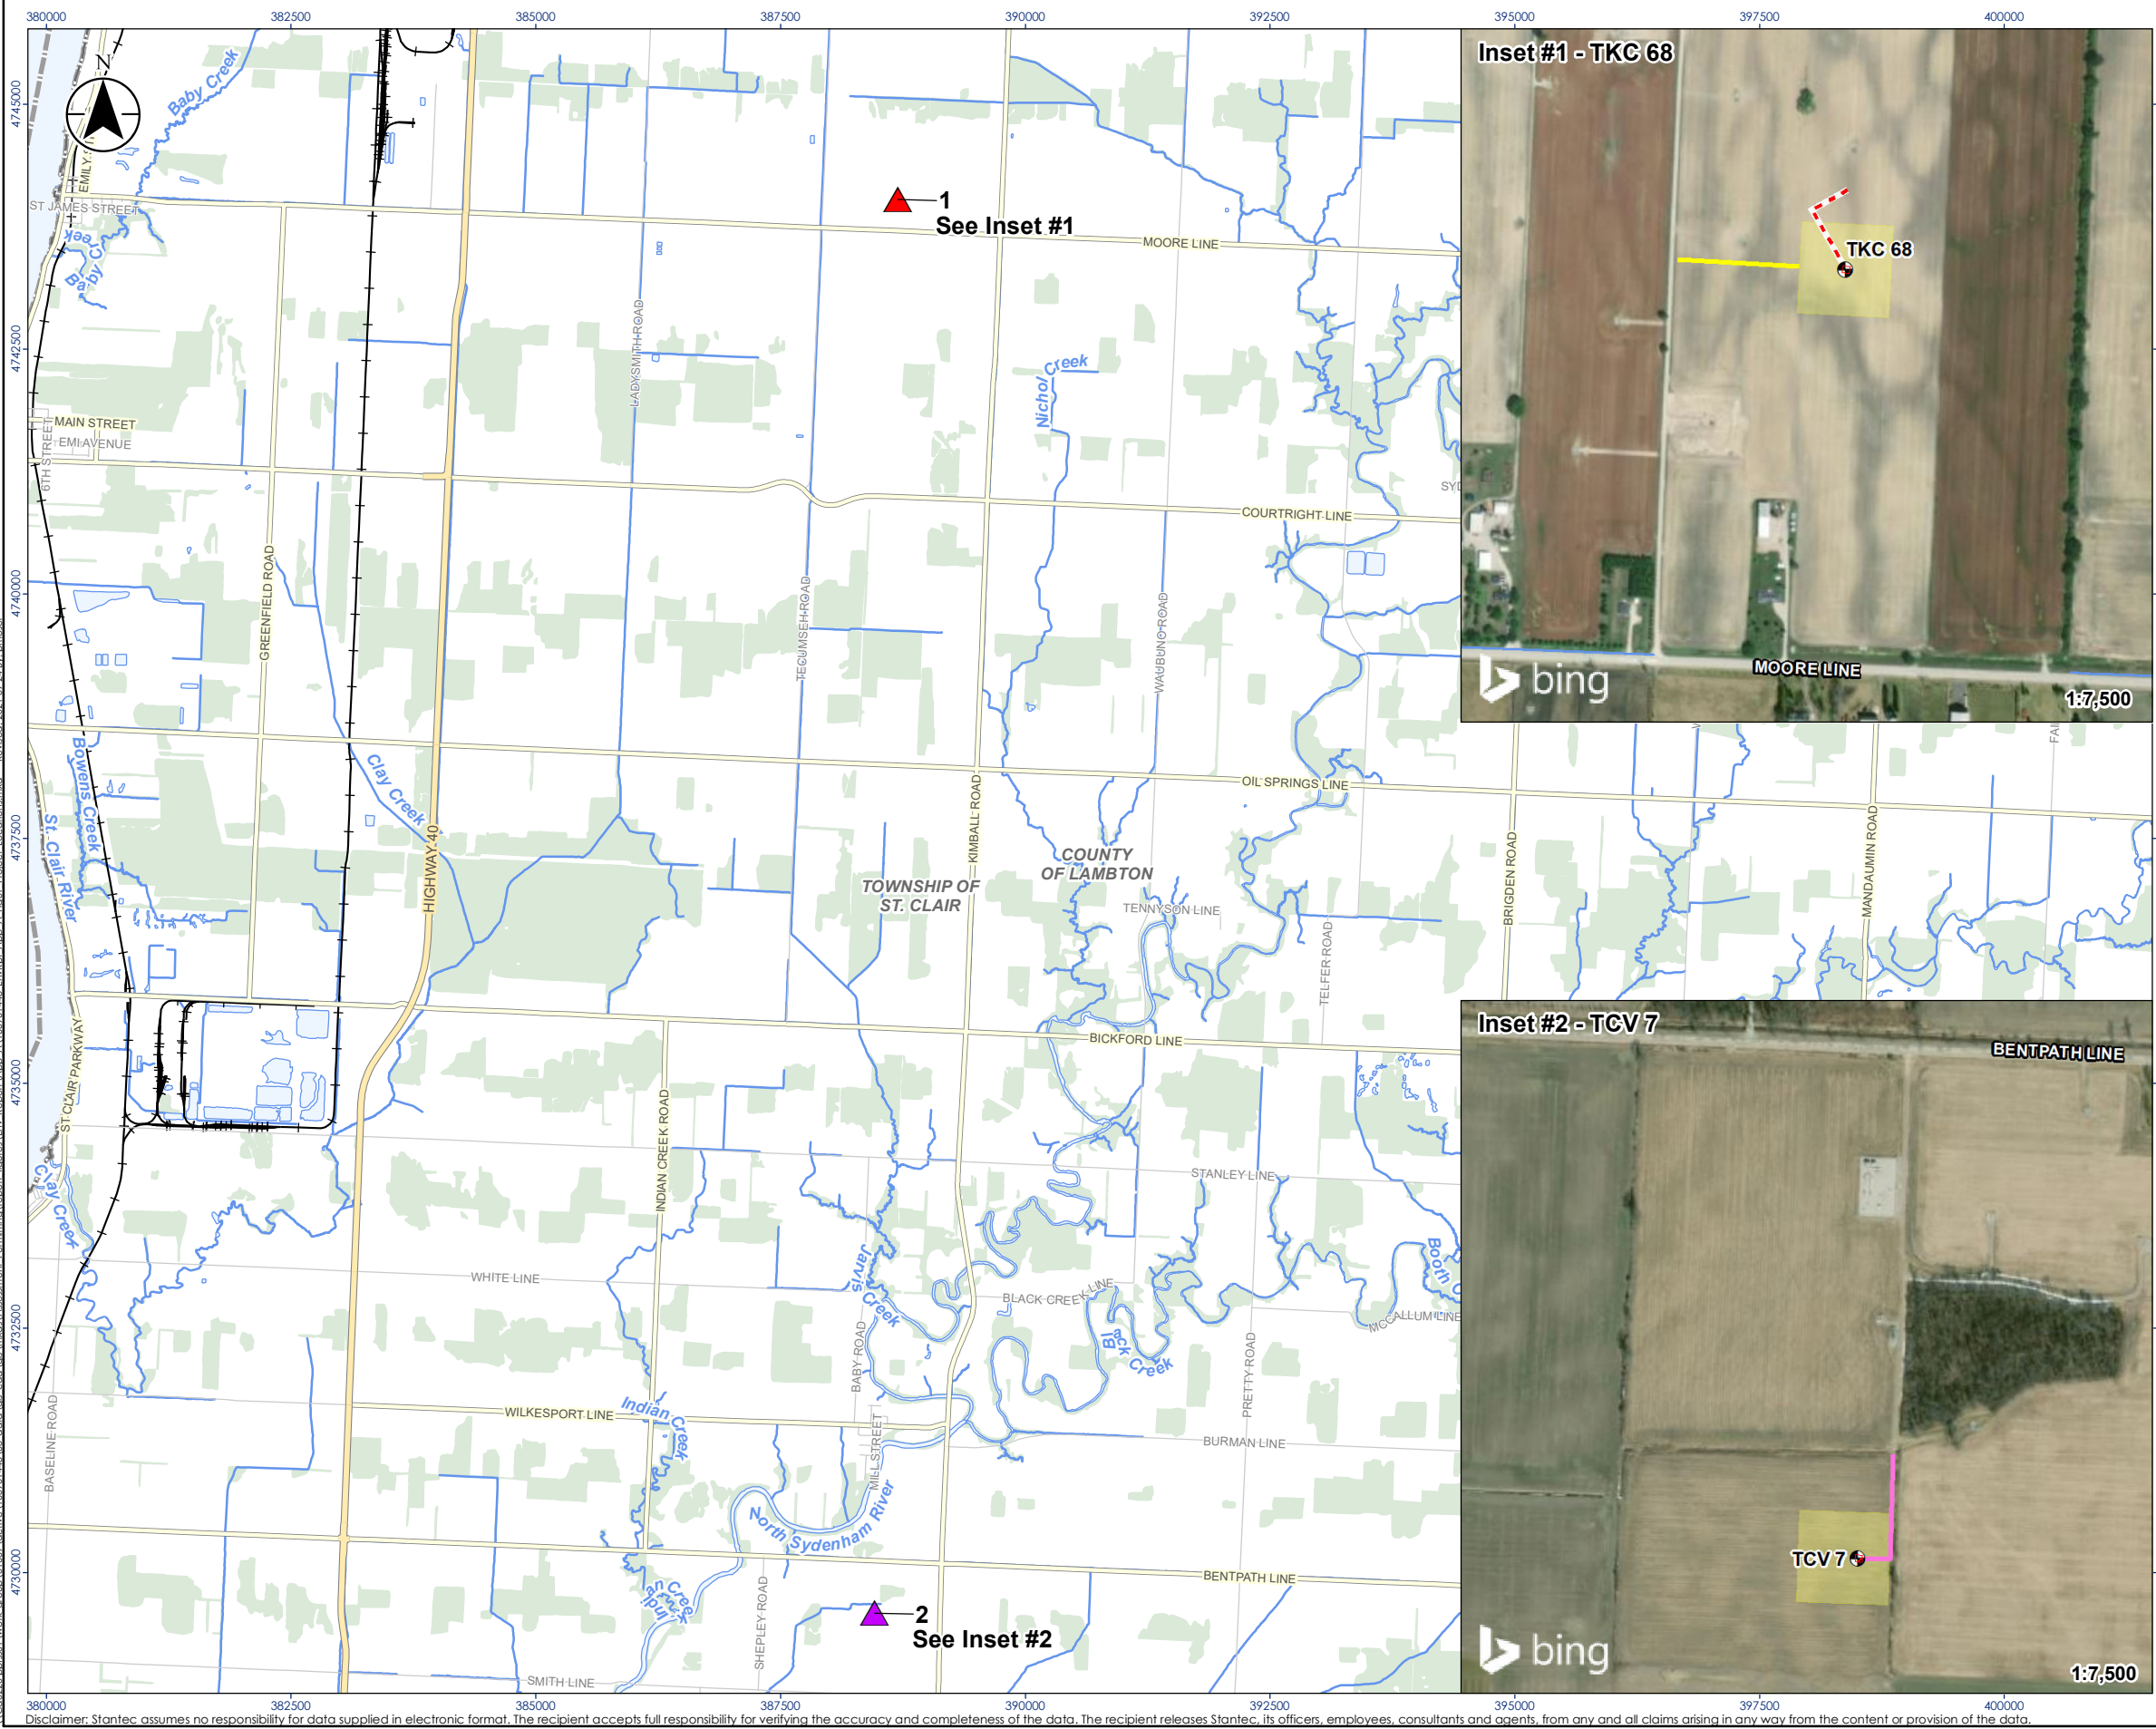 380000 382500 385000 387500 390000 392500 395000 397500 400000
N
Baby Creek
EMILY S
ST JAMES STREET
Baby Creek
4745000
4742500
4740000
4737500
4735000
4732500
4730000
1
See Inset #1
MOORE LINE
LADYSMITH ROAD
Nichol Creek
MAIN STREET
EMI AVENUE
6TH STREET
COURTRIGHT LINE
SYD
GREENFIELD ROAD
TECUMSEH ROAD
WAUBUNO ROAD
Bowens Creek
St. Clair River
Clay Creek
HIGHWAY 40
OIL SPRINGS LINE
KIMBALL ROAD
COUNTY
OF LAMBTON
TOWNSHIP OF
ST. CLAIR
TENNYSON LINE
TELFER ROAD
BRIGDEN ROAD
MANDAUMIN ROAD
FAI
ST CLAIR PARKWAY
BICKFORD LINE
INDIAN CREEK ROAD
STANLEY LINE
Clay Creek
WHITE LINE
Jarvis Creek
BLACK CREEK LINE
Booth C
MCCALLUM LINE
Black Creek
BABY ROAD
PRETTY ROAD
BASELINE ROAD
WILKESPORT LINE
Indian Creek
MILL STREET
BURMAN LINE
North Sydenham River
BENTPATH LINE
Indian Creek
SHEPLEY ROAD
2
See Inset #2
SMITH LINE
Inset #1 - TKC 68
TKC 68
MOORE LINE
bing
1:7,500
Inset #2 - TCV 7
BENTPATH LINE
TCV 7
bing
1:7,500
380000 382500 385000 387500 390000 392500 395000 397500 400000
Disclaimer: Stantec assumes no responsibility for data supplied in electronic format. The recipient accepts full responsibility for verifying the accuracy and completeness of the data. The recipient releases Stantec, its officers, employees, consultants and agents, from any and all claims arising in any way from the content or provision of the data.